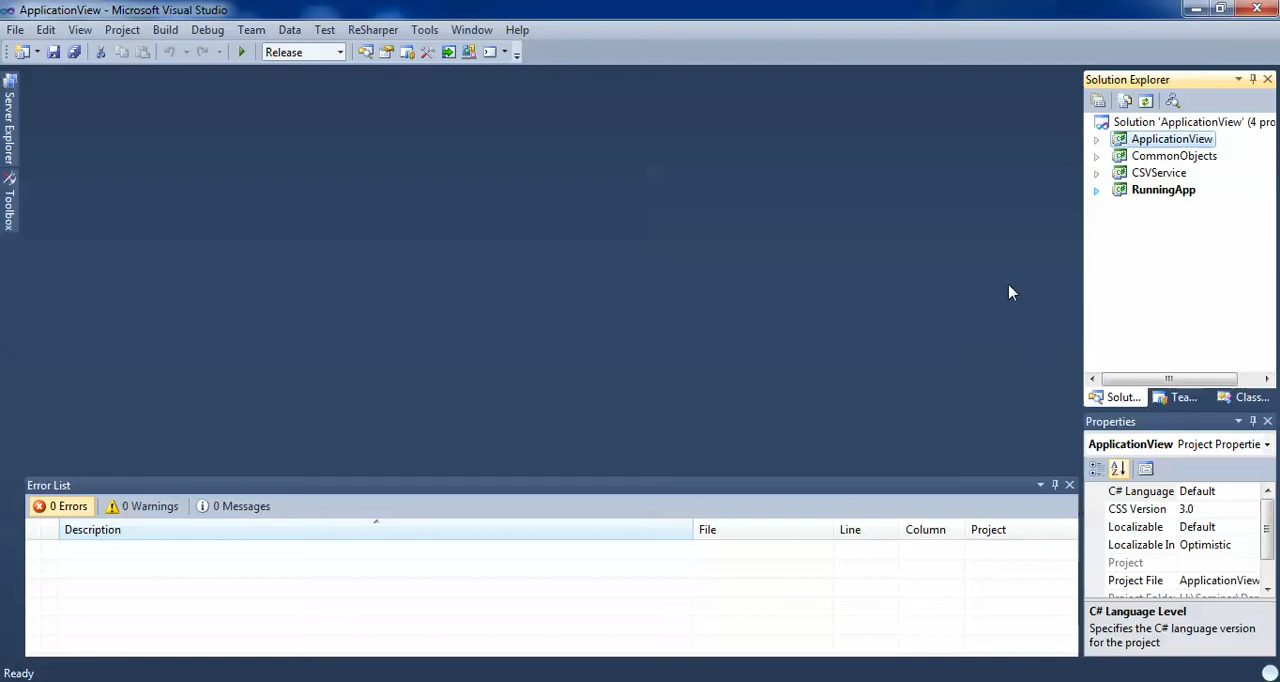 ApplicationView - Microsoft Visual Studio
File Edit View Project Build Debug Team Data Test ReSharper Tools Window Help
Release
Server Explorer
Toolbox
Solution Explorer
Solution 'ApplicationView' (4 pro
ApplicationView
CommonObjects
CSVService
RunningApp
Solut... Tea... Class...
Properties
ApplicationView Project Propertie
C# Language Default
CSS Version 3.0
Localizable Default
Localizable In Optimistic
Project
Project File ApplicationView
C# Language Level
Specifies the C# language version
for the project
Error List
0 Errors 0 Warnings 0 Messages
Description File Line Column Project
Ready